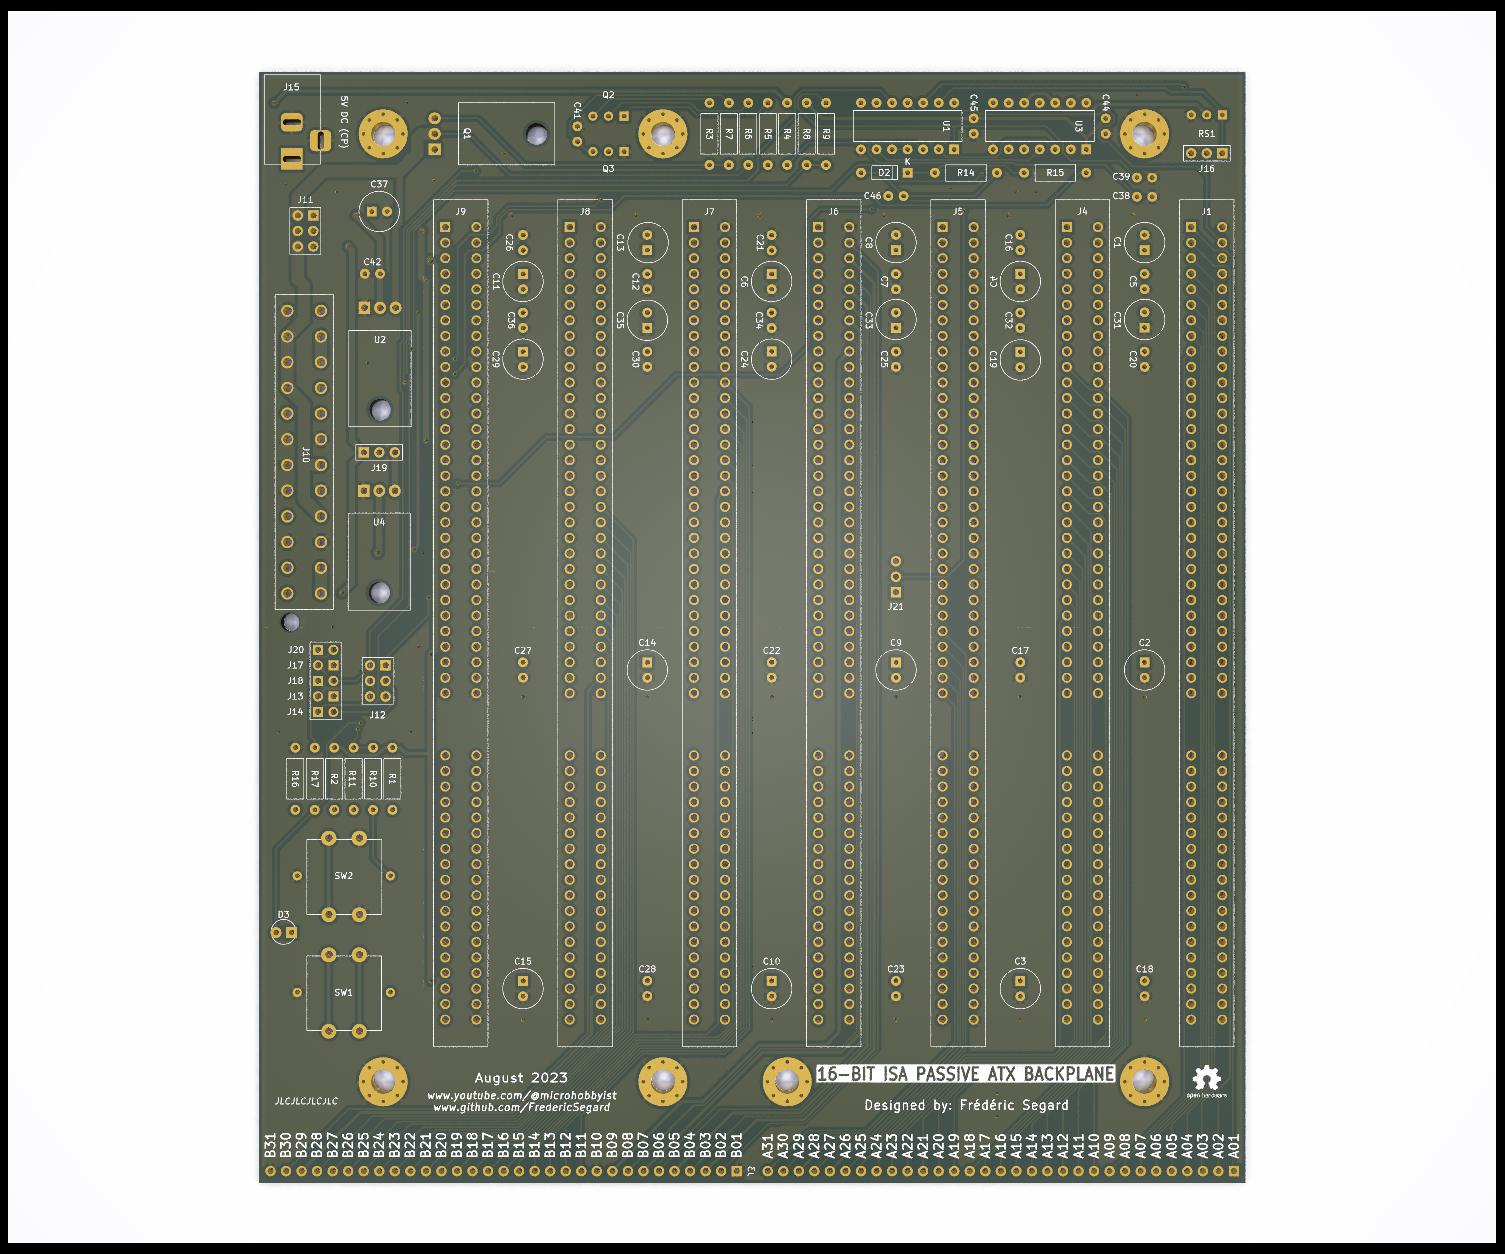 J15
5V DC (CP)
Q1
C41
Q2
Q3
R3
R7
R6
R5
R4
R8
R9
U1
C45
U3
C44
RS1
J16
K
D2
R14
R15
C39
C38
C46
C37
J11
C42
J9
J8
J7
J6
J5
J4
J1
C26
C13
C21
C8
C16
C1
C11
C12
C6
C7
C5
C36
C35
C34
C33
C32
C31
C29
C30
C24
C25
C19
C20
U2
J10
J19
U4
J21
J20
J17
J18
J13
J14
J12
C27
C14
C22
C9
C17
C2
R16
R17
R2
R11
R10
R1
SW2
D3
SW1
C15
C28
C10
C23
C3
C18
16-BIT ISA PASSIVE ATX BACKPLANE
August 2023
www.youtube.com/@microhobbyist
www.github.com/FredericSegard
Designed by: Frédéric Segard
open hardware
JLCJLCJLCJLC
B31 B30 B29 B28 B27 B26 B25 B24 B23 B22 B21 B20 B19 B18 B17 B16 B15 B14 B13 B12 B11 B10 B09 B08 B07 B06 B05 B04 B03 B02 B01 A31 A30 A29 A28 A27 A26 A25 A24 A23 A22 A21 A20 A19 A18 A17 A16 A15 A14 A13 A12 A11 A10 A09 A08 A07 A06 A05 A04 A03 A02 A01